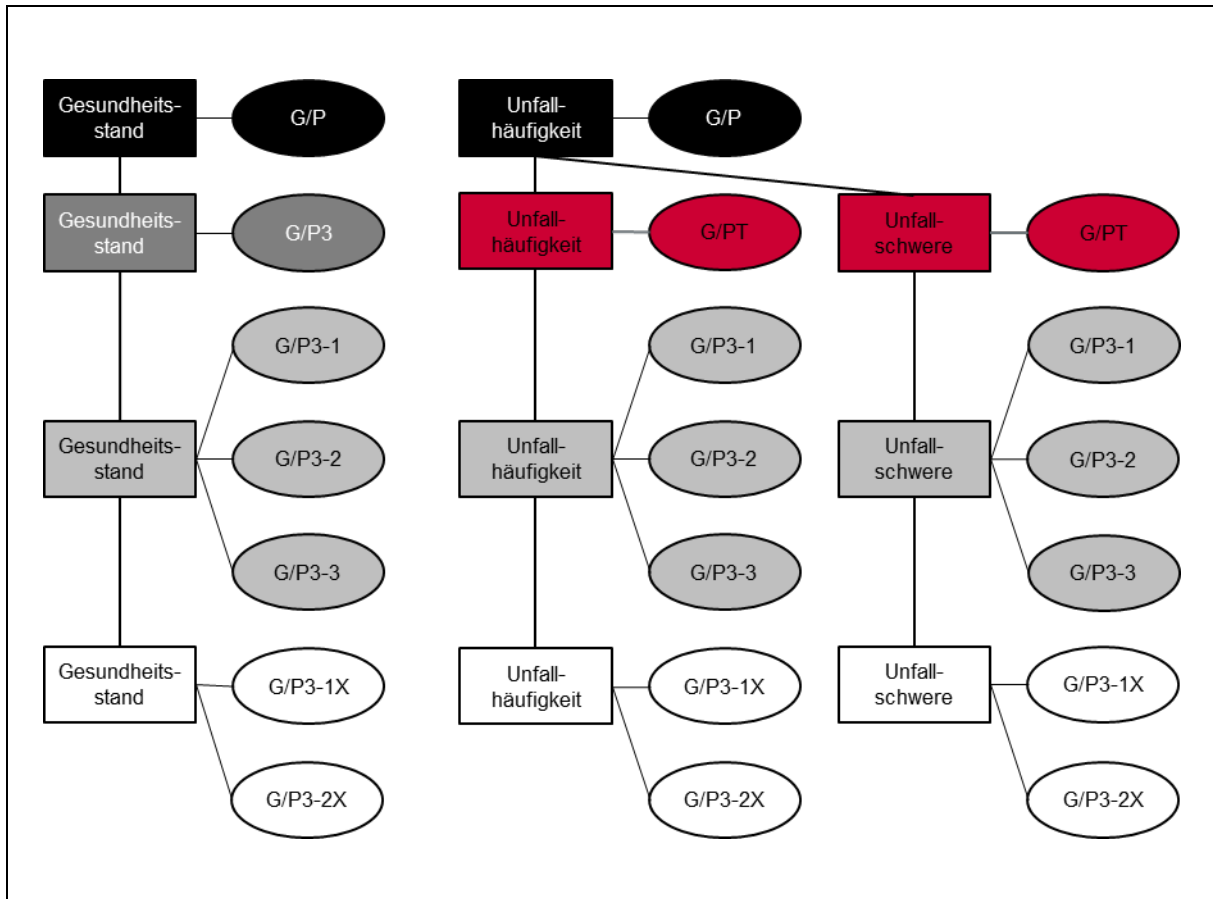 Gesundheits-
stand
G/P
Unfall-
häufigkeit
G/P
Gesundheits-
stand
G/P3
Unfall-
häufigkeit
G/PT
Unfall-
schwere
G/PT
G/P3-1
G/P3-1
G/P3-1
Gesundheits-
stand
G/P3-2
Unfall-
häufigkeit
G/P3-2
Unfall-
schwere
G/P3-2
G/P3-3
G/P3-3
G/P3-3
Gesundheits-
stand
G/P3-1X
Unfall-
häufigkeit
G/P3-1X
Unfall-
schwere
G/P3-1X
G/P3-2X
G/P3-2X
G/P3-2X